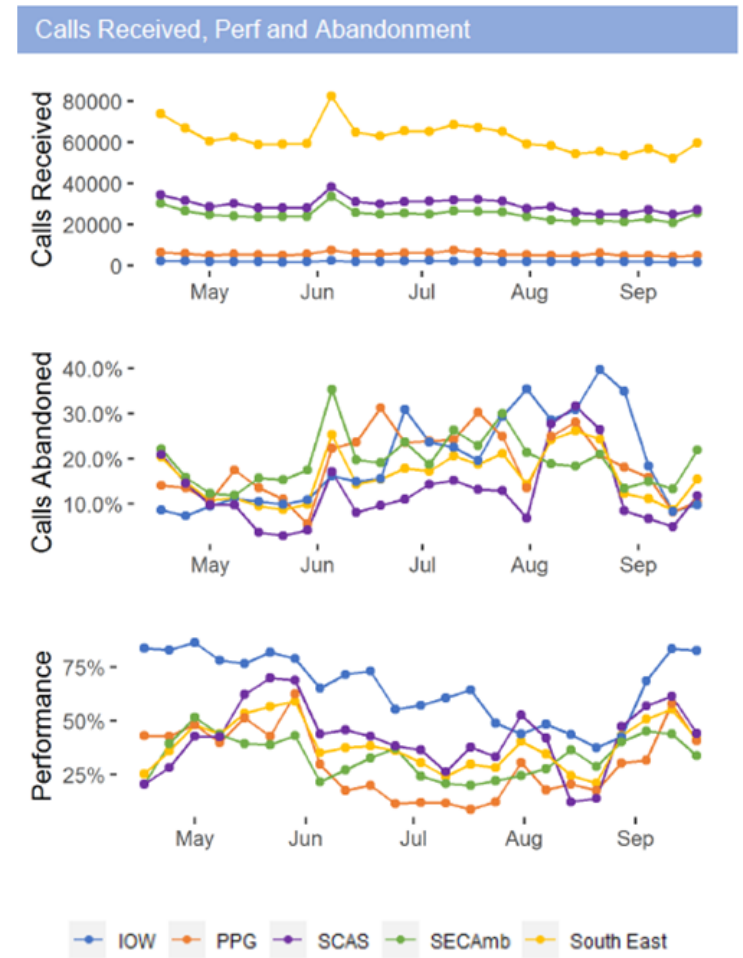 Calls Received, Perf and Abandonment
Calls Received
80000
60000
40000
20000
0
May Jun Jul Aug Sep
Calls Abandoned
40.0%
30.0%
20.0%
10.0%
May Jun Jul Aug Sep
Performance
75%
50%
25%
May Jun Jul Aug Sep
IOW PPG SCAS SECAmb South East